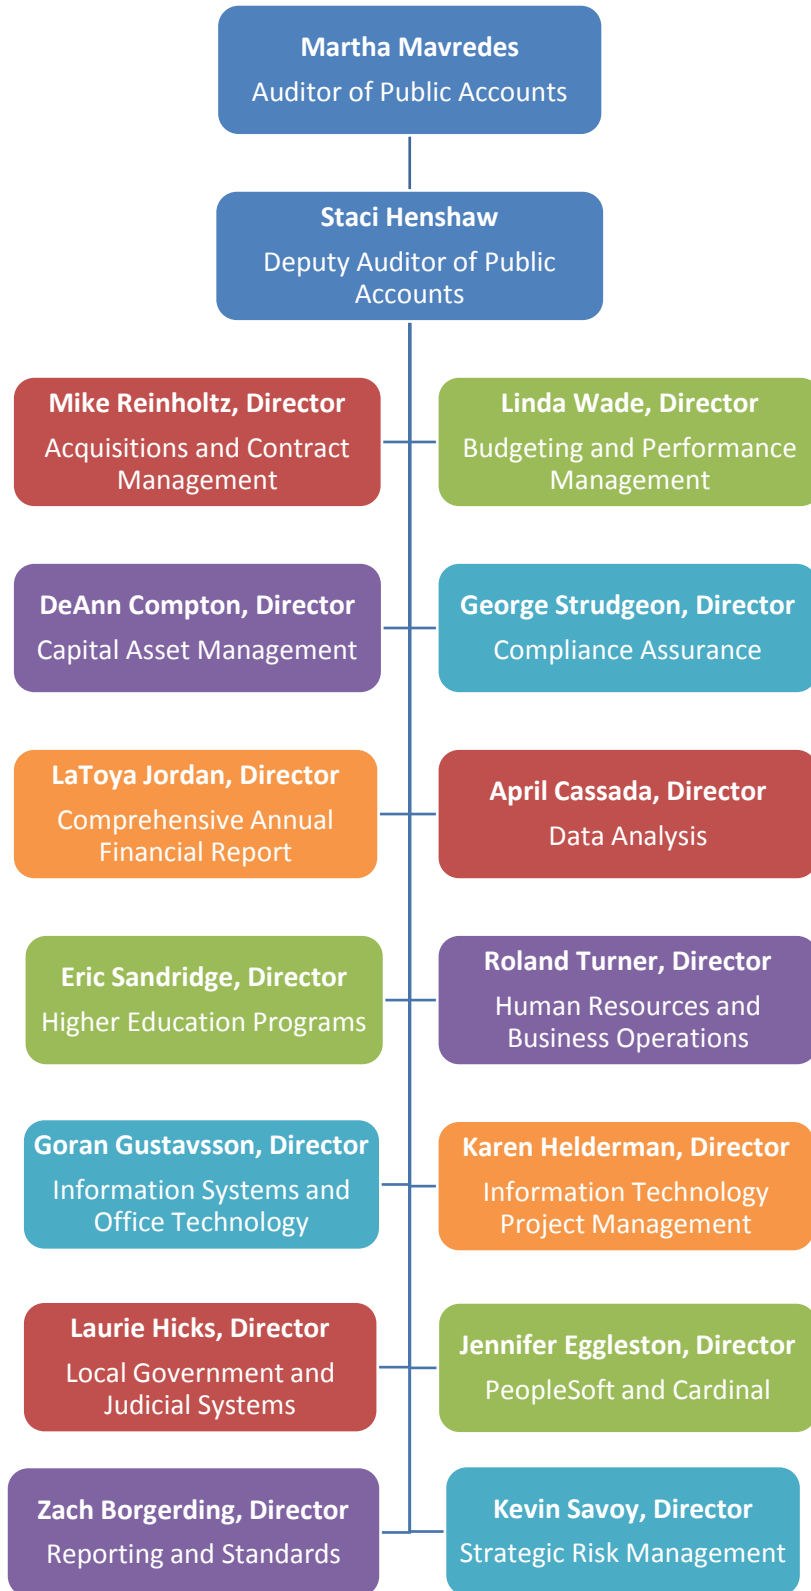 Martha Mavredes
Auditor of Public Accounts
Staci Henshaw
Deputy Auditor of Public
Accounts
Mike Reinholtz, Director
Acquisitions and Contract
Management
Linda Wade, Director
Budgeting and Performance
Management
DeAnn Compton, Director
Capital Asset Management
George Strudgeon, Director
Compliance Assurance
LaToya Jordan, Director
Comprehensive Annual
Financial Report
April Cassada, Director
Data Analysis
Eric Sandridge, Director
Higher Education Programs
Roland Turner, Director
Human Resources and
Business Operations
Goran Gustavsson, Director
Information Systems and
Office Technology
Karen Helderman, Director
Information Technology
Project Management
Laurie Hicks, Director
Local Government and
Judicial Systems
Jennifer Eggleston, Director
PeopleSoft and Cardinal
Zach Borgerding, Director
Reporting and Standards
Kevin Savoy, Director
Strategic Risk Management